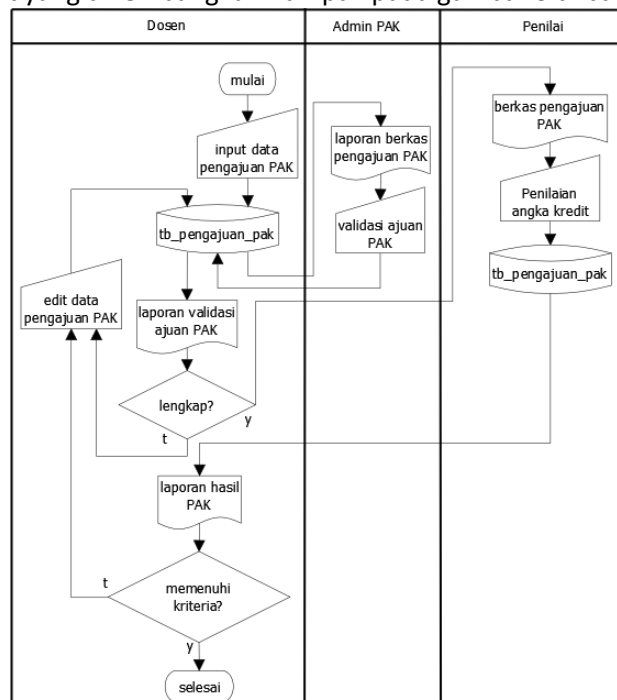 Dosen
Admin PAK
Penilai
mulai
input data
pengajuan PAK
tb_pengajuan_pak
laporan validasi
ajuan PAK
edit data
pengajuan PAK
lengkap?
y
t
laporan hasil
PAK
memenuhi
kriteria?
t
y
selesai
laporan berkas
pengajuan PAK
validasi ajuan
PAK
berkas pengajuan
PAK
Penilaian
angka kredit
tb_pengajuan_pak